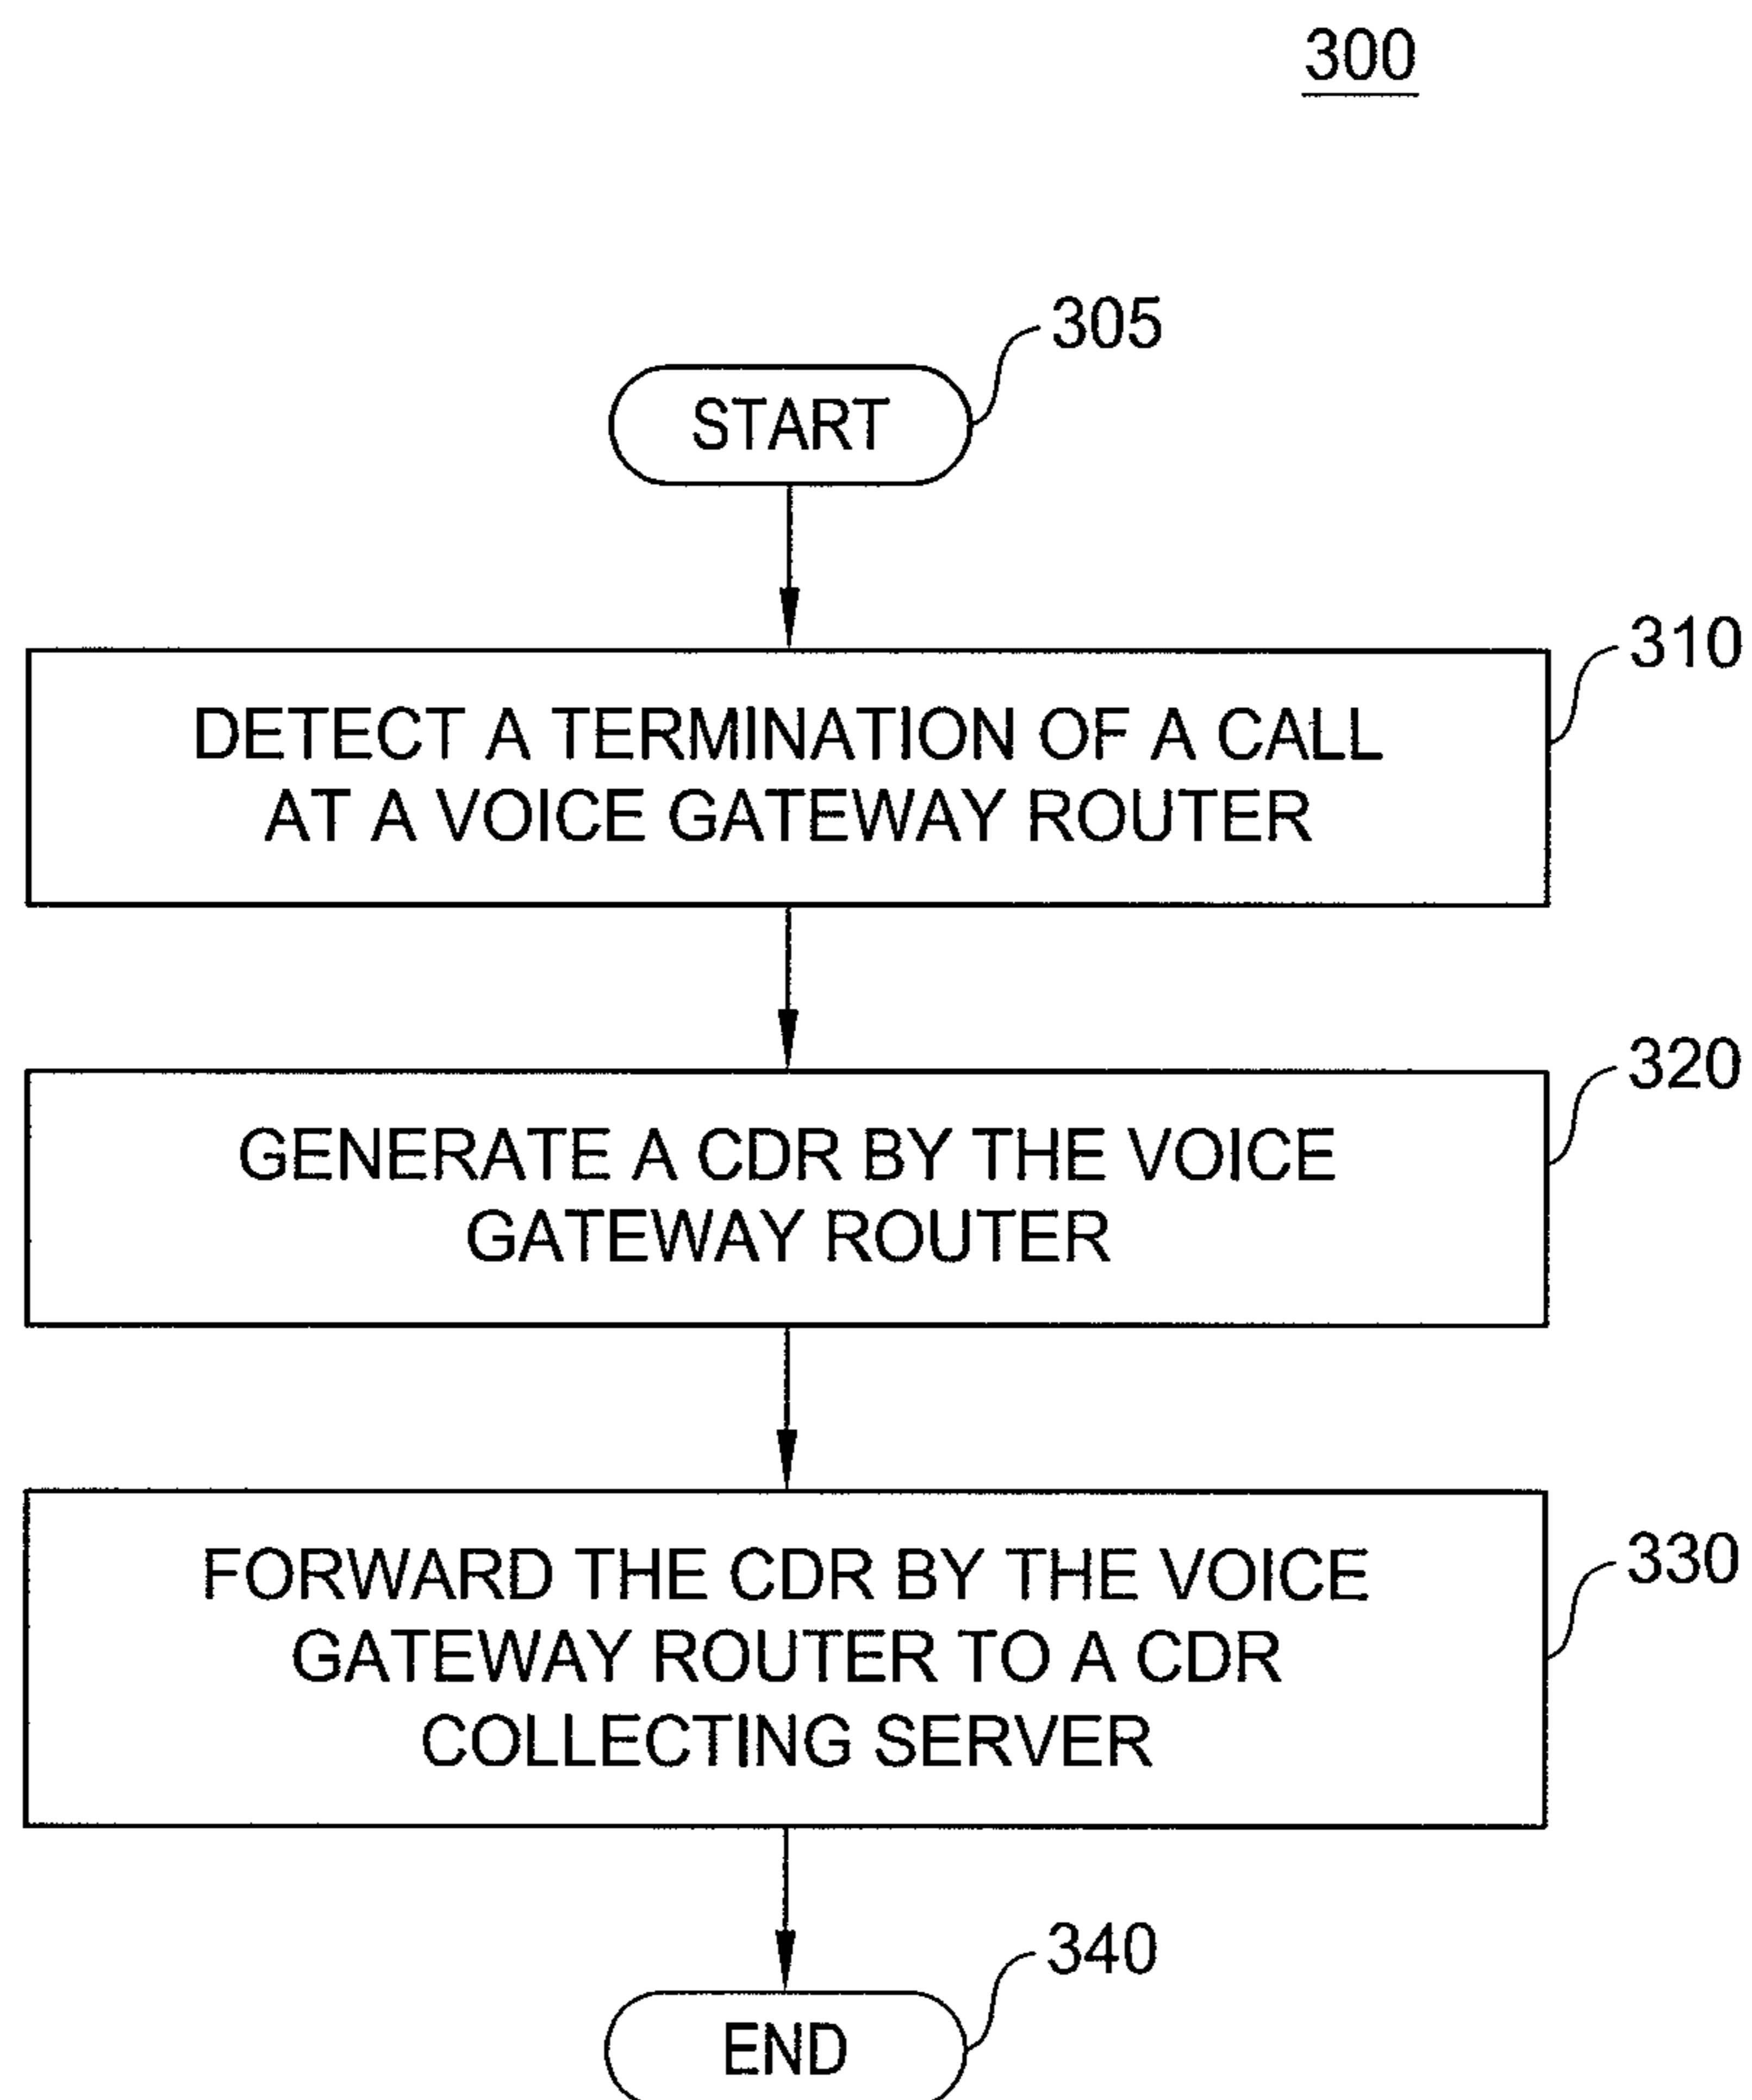 300
305
START
310
DETECT A TERMINATION OF A CALL
AT A VOICE GATEWAY ROUTER
320
GENERATE A CDR BY THE VOICE
GATEWAY ROUTER
330
FORWARD THE CDR BY THE VOICE
GATEWAY ROUTER TO A CDR
COLLECTING SERVER
340
END